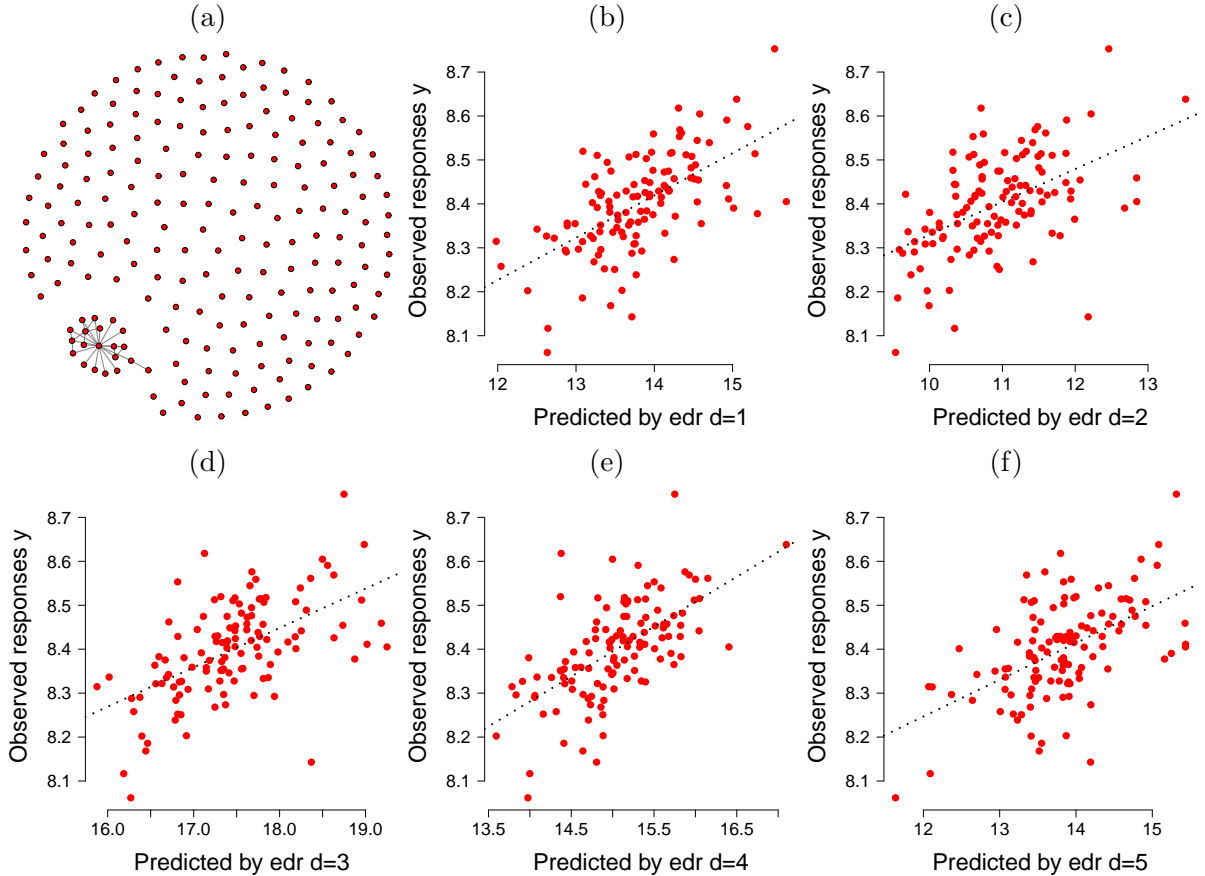 (a)
(b)
(c)
Observed responses y
8.7
8.6
8.5
8.4
8.3
8.2
8.1
12 13 14 15
Predicted by edr d=1
Observed responses y
8.7
8.6
8.5
8.4
8.3
8.2
8.1
10 11 12 13
Predicted by edr d=2
(d)
(e)
(f)
Observed responses y
8.7
8.6
8.5
8.4
8.3
8.2
8.1
16.0 17.0 18.0 19.0
Predicted by edr d=3
Observed responses y
8.7
8.6
8.5
8.4
8.3
8.2
8.1
13.5 14.5 15.5 16.5
Predicted by edr d=4
Observed responses y
8.7
8.6
8.5
8.4
8.3
8.2
8.1
12 13 14 15
Predicted by edr d=5